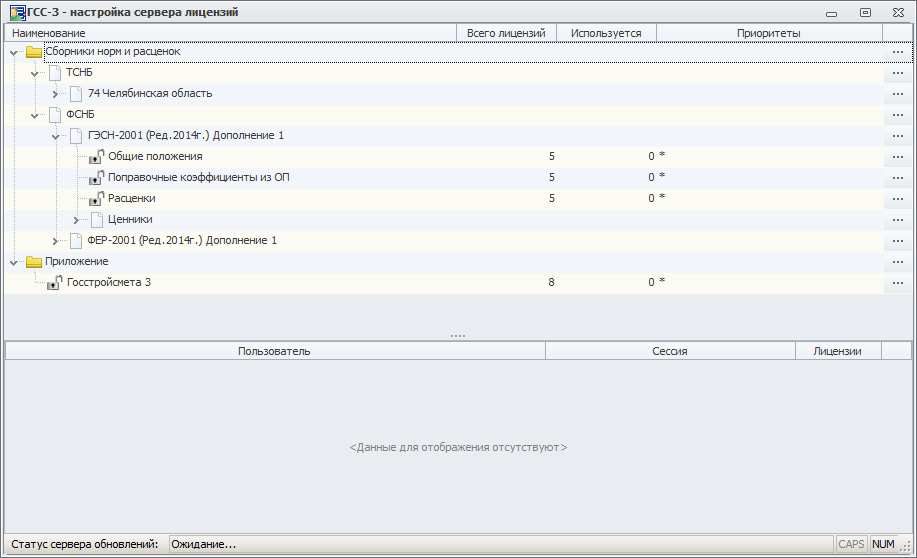 ГСС-3 - настройка сервера лицензий
Наименование Всего лицензий Используется Приоритеты
Сборники норм и расценок ...
ТСНБ ...
74 Челябинская область ...
ФСНБ ...
ГЭСН-2001 (Ред.2014г.) Дополнение 1 ...
Общие положения 5 0 * ...
Поправочные коэффициенты из ОП 5 0 * ...
Расценки 5 0 * ...
Ценники ...
ФЕР-2001 (Ред.2014г.) Дополнение 1 ...
Приложение ...
Госстройсмета 3 8 0 * ...
Пользователь Сессия Лицензии
<Данные для отображения отсутствуют>
Статус сервера обновлений: Ожидание... CAPS NUM